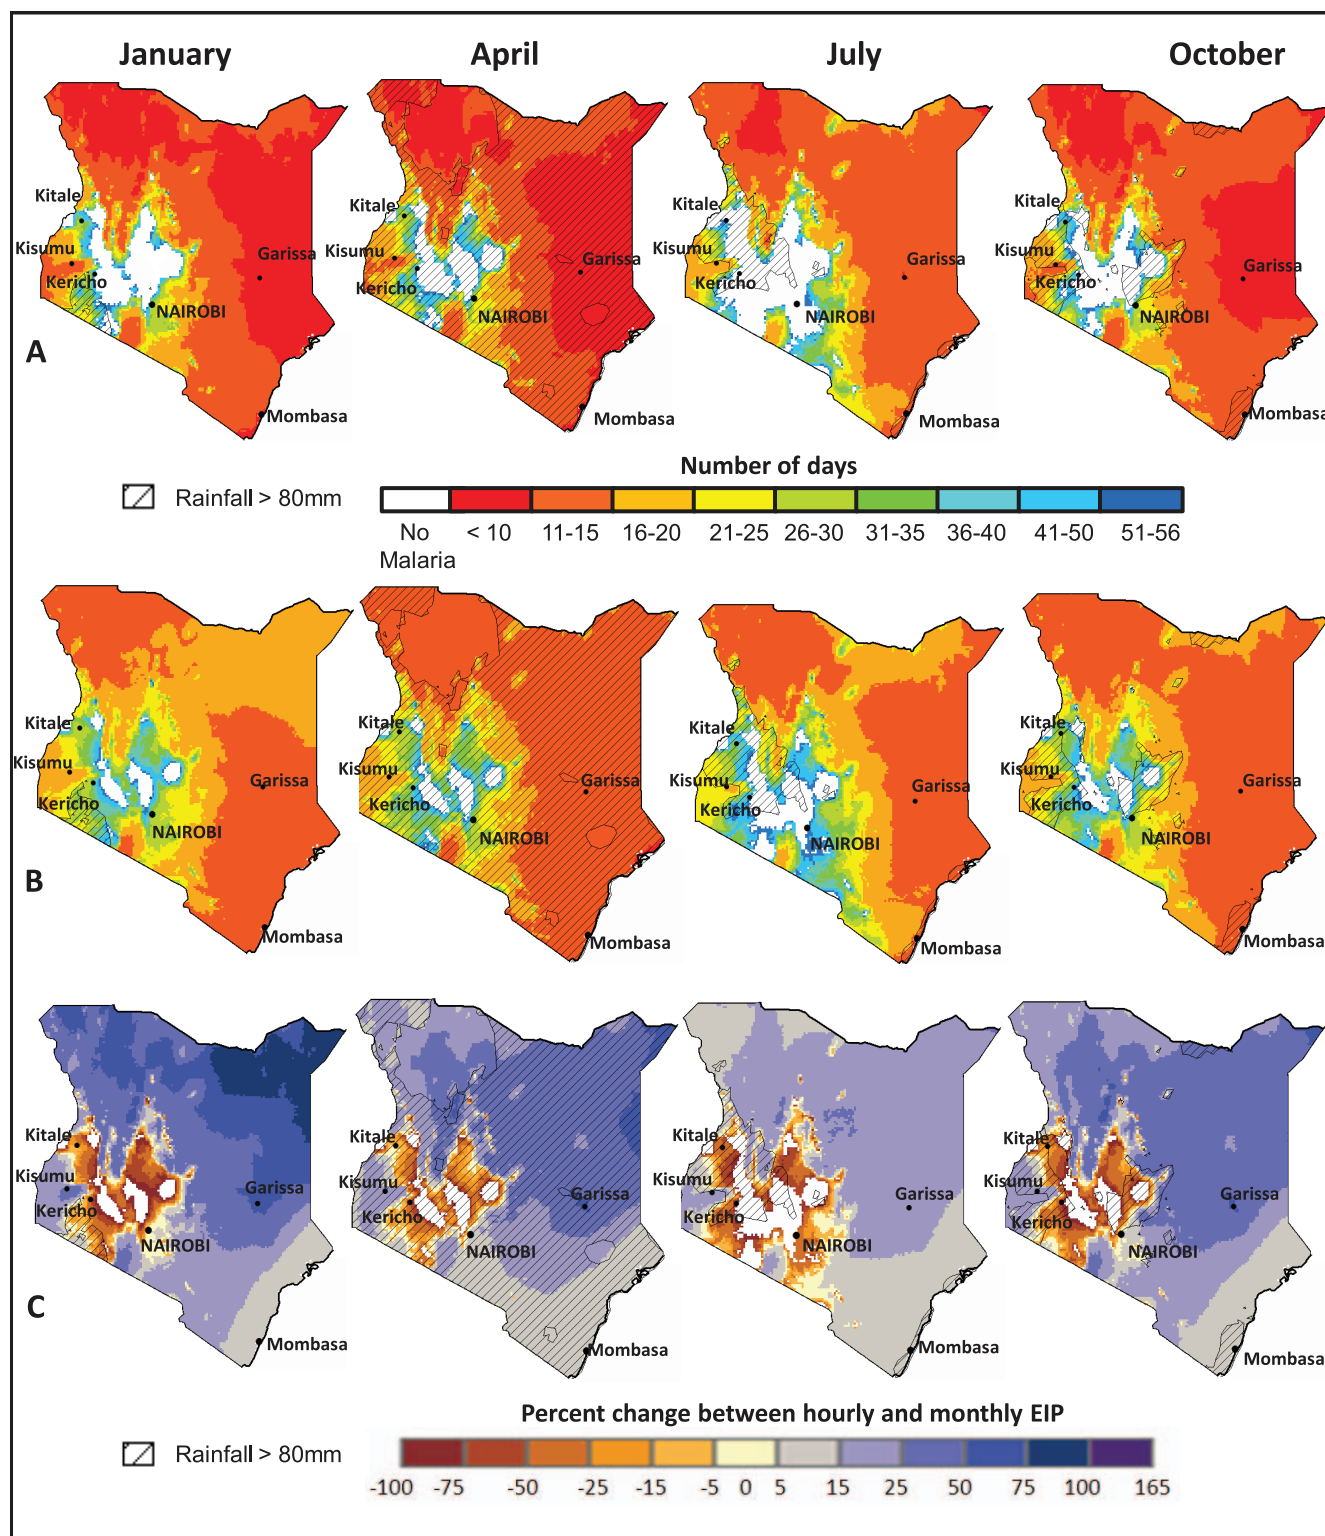 January April July October
Kitale Kitale Kitale Kitale
Kisumu Kisumu Kisumu Kisumu
Garissa Garissa Garissa Garissa
Kericho Kericho Kericho Kericho
NAIROBI NAIROBI NAIROBI NAIROBI
A
Mombasa Mombasa Mombasa Mombasa
Number of days
Rainfall > 80mm
No Malaria < 10 11-15 16-20 21-25 26-30 31-35 36-40 41-50 51-56
Kitale Kitale Kitale Kitale
Kisumu Kisumu Kisumu Kisumu
Garissa Garissa Garissa Garissa
Kericho Kericho Kericho Kericho
NAIROBI NAIROBI NAIROBI NAIROBI
B
Mombasa Mombasa Mombasa Mombasa
Kitale Kitale Kitale Kitale
Kisumu Kisumu Kisumu Kisumu
Garissa Garissa Garissa Garissa
Kericho Kericho Kericho Kericho
NAIROBI NAIROBI NAIROBI NAIROBI
C
Mombasa Mombasa Mombasa Mombasa
Percent change between hourly and monthly EIP
Rainfall > 80mm
-100 -75 -50 -25 -15 -5 0 5 15 25 50 75 100 165